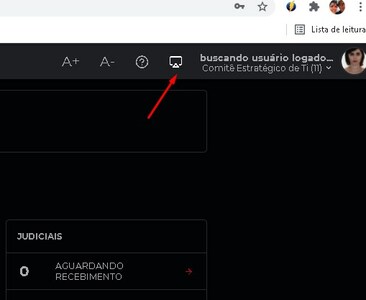 Lista de leitura
A+ A- ? buscando usuário logado...
Comitê Estratégico de Ti (11)
JUDICIAIS
0 AGUARDANDO
RECEBIMENTO